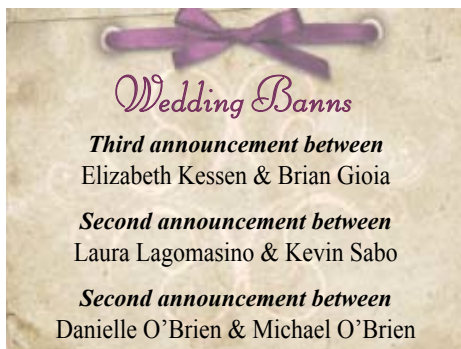 Wedding Banns
Third announcement between
Elizabeth Kessen & Brian Gioia
Second announcement between
Laura Lagomasino & Kevin Sabo
Second announcement between
Danielle O’Brien & Michael O’Brien